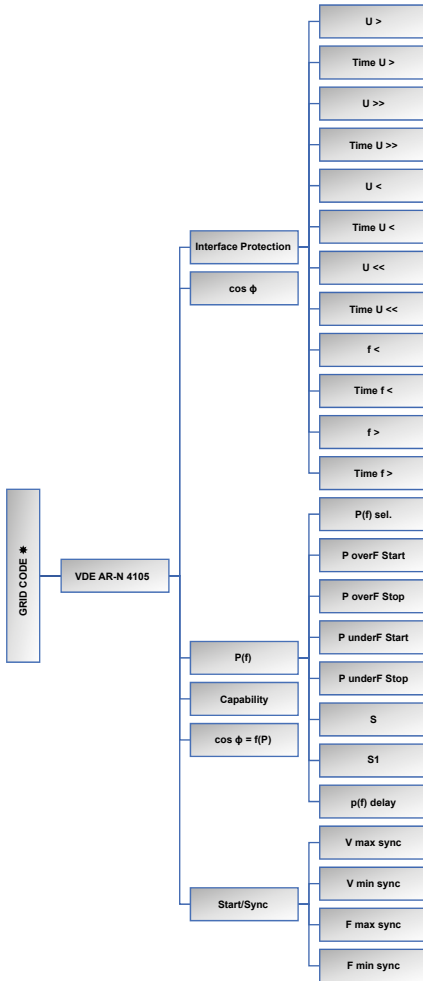 GRID CODE ✱
VDE AR-N 4105
Interface Protection
U >
Time U >
U >>
Time U >>
U <
Time U <
U <<
Time U <<
f <
Time f <
f >
Time f >
cos ϕ
P(f)
P(f) sel.
P overF Start
P overF Stop
P underF Start
P underF Stop
S
S1
p(f) delay
Capability
cos ϕ = f(P)
Start/Sync
V max sync
V min sync
F max sync
F min sync